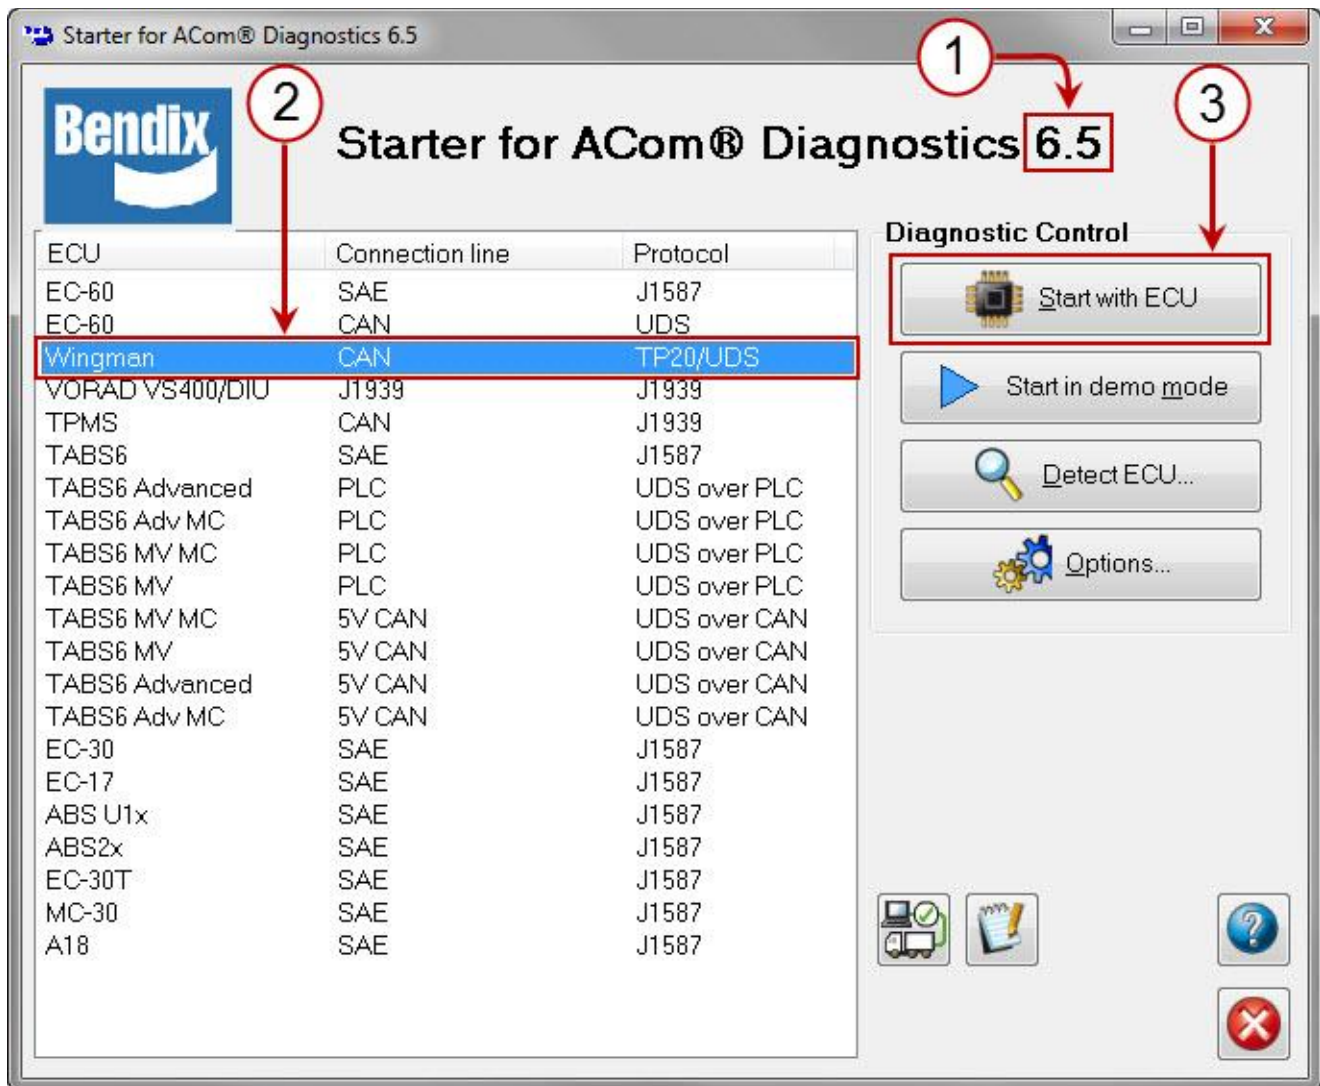 Starter for ACom® Diagnostics 6.5
1
2
3
Bendix
Starter for ACom® Diagnostics 6.5
ECU Connection line Protocol
EC-60 SAE J1587
EC-60 CAN UDS
Wingman CAN TP20/UDS
VORAD VS400/DIU J1939 J1939
TPMS CAN J1939
TABS6 SAE J1587
TABS6 Advanced PLC UDS over PLC
TABS6 Adv MC PLC UDS over PLC
TABS6 MV MC PLC UDS over PLC
TABS6 MV PLC UDS over PLC
TABS6 MV MC 5V CAN UDS over CAN
TABS6 MV 5V CAN UDS over CAN
TABS6 Advanced 5V CAN UDS over CAN
TABS6 Adv MC 5V CAN UDS over CAN
EC-30 SAE J1587
EC-17 SAE J1587
ABS U1x SAE J1587
ABS2x SAE J1587
EC-30T SAE J1587
MC-30 SAE J1587
A18 SAE J1587
Diagnostic Control
Start with ECU
Start in demo mode
Detect ECU...
Options...